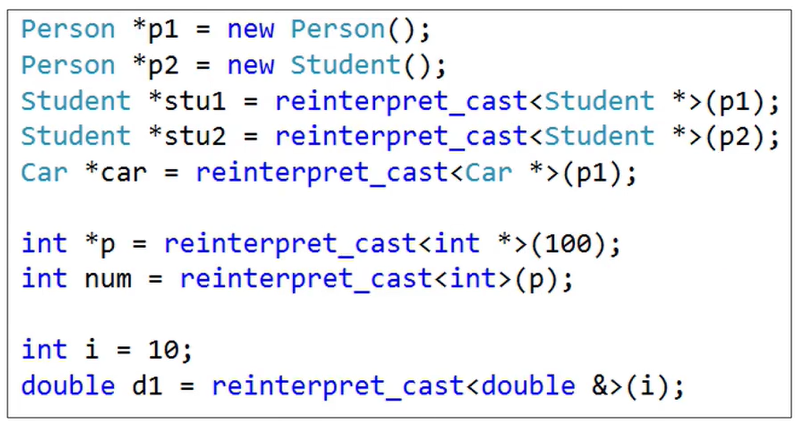 Person *p1 = new Person();
Person *p2 = new Student();
Student *stu1 = reinterpret_cast<Student *>(p1);
Student *stu2 = reinterpret_cast<Student *>(p2);
Car *car = reinterpret_cast<Car *>(p1);
int *p = reinterpret_cast<int *>(100);
int num = reinterpret_cast<int>(p);
int i = 10;
double d1 = reinterpret_cast<double &>(i);